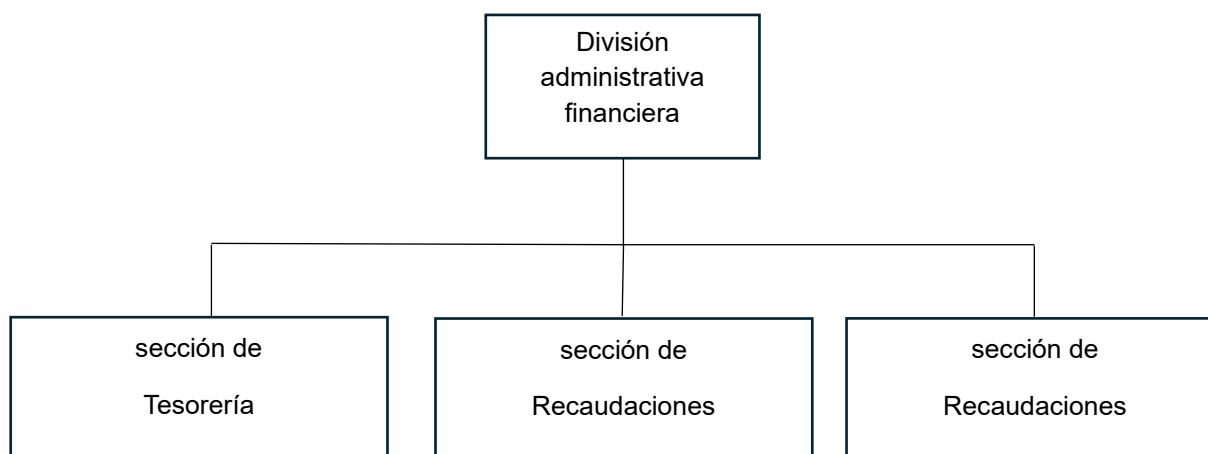 División
administrativa
financiera
sección de
Tesorería
sección de
Recaudaciones
sección de
Recaudaciones